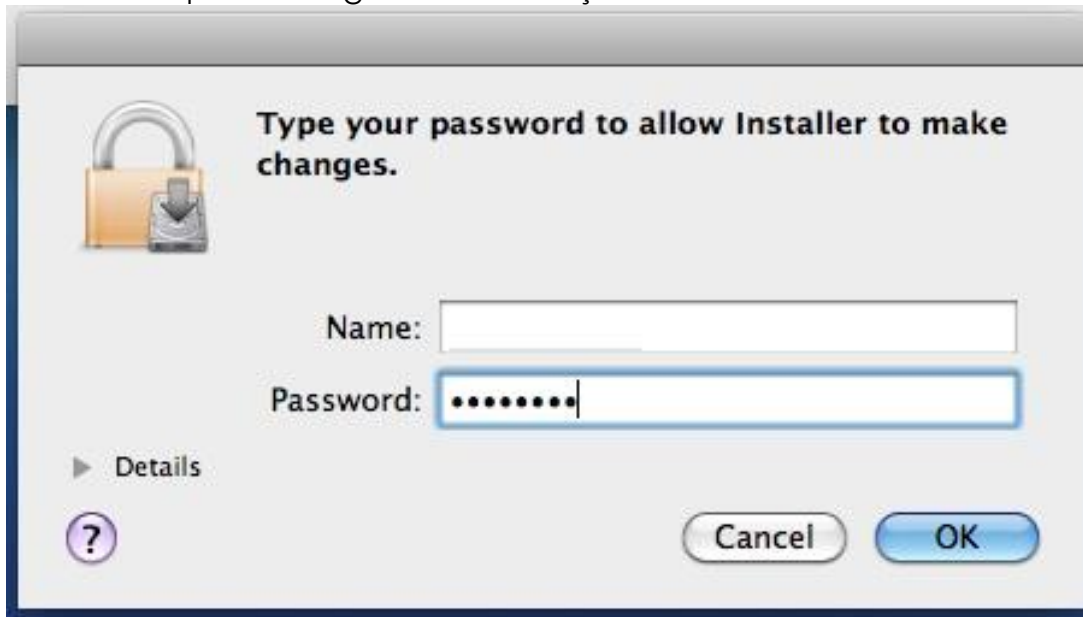 Type your password to allow Installer to make
changes.
Name:
Password: ••••••••
Details
?
Cancel OK